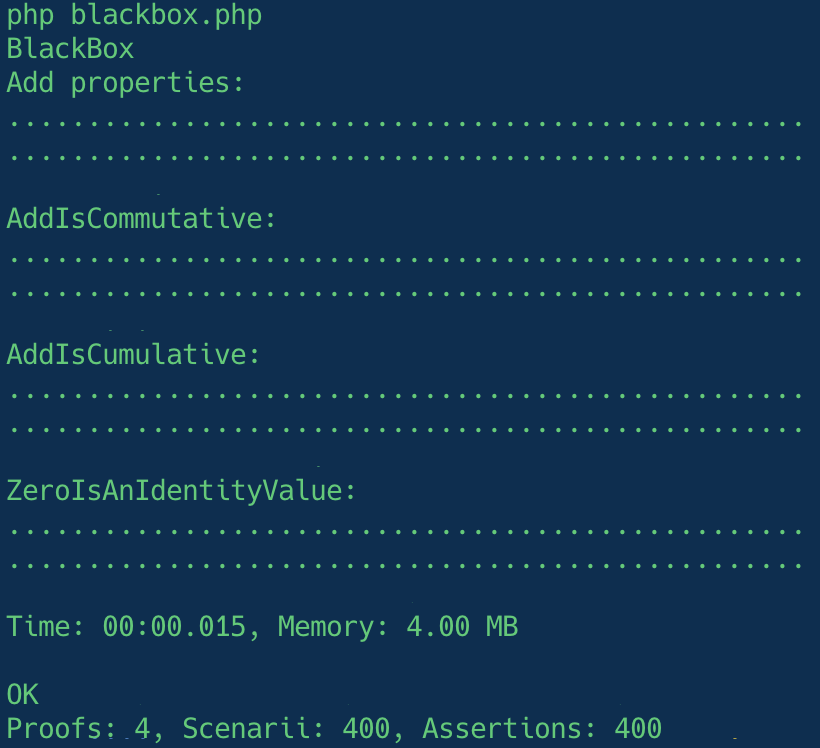 php blackbox.php
BlackBox
Add properties:
..................................................
..................................................
AddIsCommutative:
..................................................
..................................................
AddIsCumulative:
..................................................
..................................................
ZeroIsAnIdentityValue:
..................................................
..................................................
Time: 00:00.015, Memory: 4.00 MB
OK
Proofs: 4, Scenarii: 400, Assertions: 400